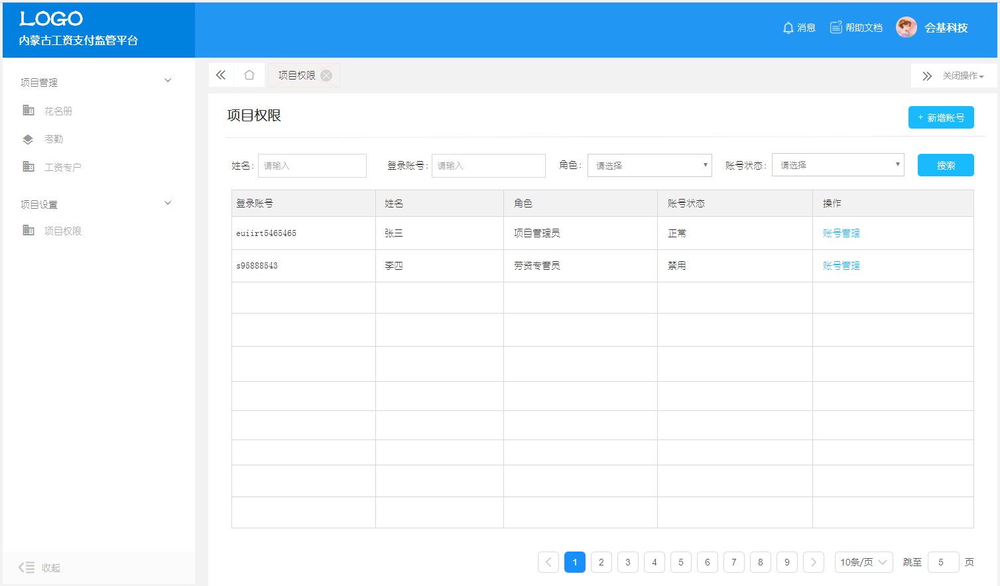 LOGO
内蒙古工资支付监管平台
消息 帮助文档 会基科技
项目管理
花名册
考勤
工资专户
项目设置
项目权限
收起
项目权限 关闭操作
项目权限 + 新增账号
姓名: 请输入 登录账号: 请输入 角色: 请选择 账号状态: 请选择 搜索
登录账号 姓名 角色 账号状态 操作
euiirt5465465 张三 项目管理员 正常 账号管理
s95888543 李四 劳资专管员 禁用 账号管理
1 2 3 4 5 6 7 8 9 10条/页 跳至 5 页